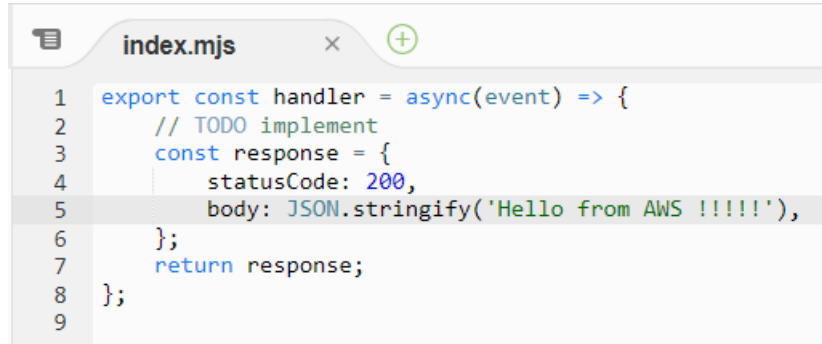 index.mjs
1 export const handler = async(event) => {
2     // TODO implement
3     const response = {
4         statusCode: 200,
5         body: JSON.stringify('Hello from AWS !!!!!'),
6     };
7     return response;
8 };
9